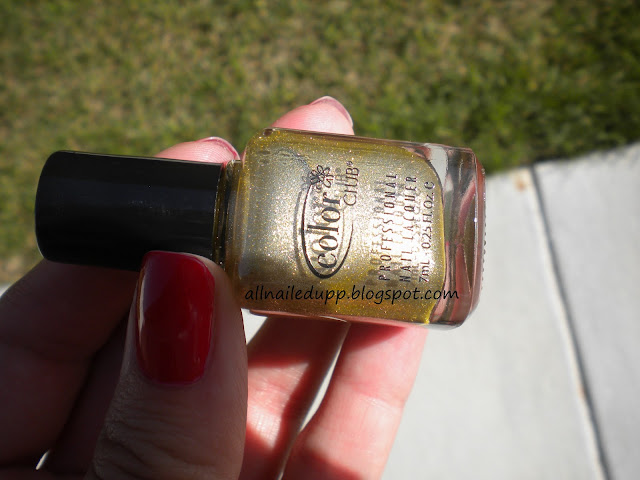 color
CLUB®
PROFESSIONAL
NAIL LACQUER
7mL - 0.25 FL. OZ. ℮
allnailedupp.blogspot.com